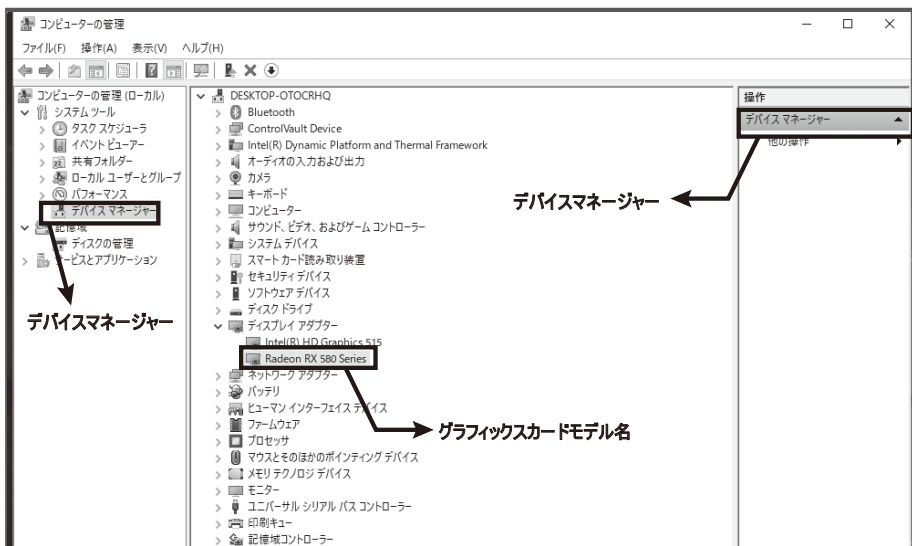 コンピューターの管理
ファイル(F) 操作(A) 表示(V) ヘルプ(H)
コンピューターの管理 (ローカル)
システム ツール
タスク スケジューラ
イベント ビューアー
共有フォルダー
ローカル ユーザーとグループ
パフォーマンス
デバイス マネージャー
記憶域
ディスクの管理
サービスとアプリケーション
デバイスマネージャー
DESKTOP-OTOCRHQ
Bluetooth
ControlVault Device
Intel(R) Dynamic Platform and Thermal Framework
オーディオの入力および出力
カメラ
キーボード
コンピューター
サウンド、ビデオ、およびゲーム コントローラー
システム デバイス
スマート カード読み取り装置
セキュリティ デバイス
ソフトウェア デバイス
ディスク ドライブ
ディスプレイ アダプター
Intel(R) HD Graphics 515
Radeon RX 580 Series
ネットワーク アダプター
バッテリ
ヒューマン インターフェイス デバイス
ファームウェア
プロセッサ
マウスとそのほかのポインティング デバイス
メモリ テクノロジ デバイス
モニター
ユニバーサル シリアル バス コントローラー
印刷キュー
記憶域コントローラー
グラフィックスカードモデル名
操作
デバイス マネージャー
他の操作
デバイスマネージャー